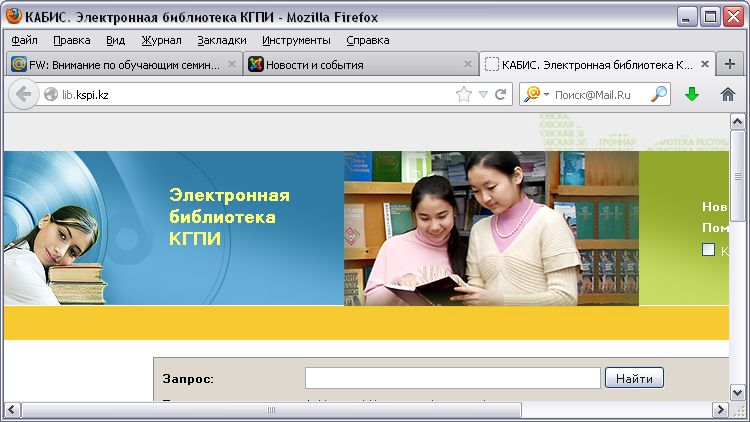 КАБИС. Электронная библиотека КГПИ - Mozilla Firefox
Файл Правка Вид Журнал Закладки Инструменты Справка
FW: Внимание по обучающим семин...
Новости и события
КАБИС. Электронная библиотека К...
lib.kspi.kz
Поиск@Mail.Ru
Электронная
библиотека
КГПИ
Нов
Пом
К
Запрос:
Найти